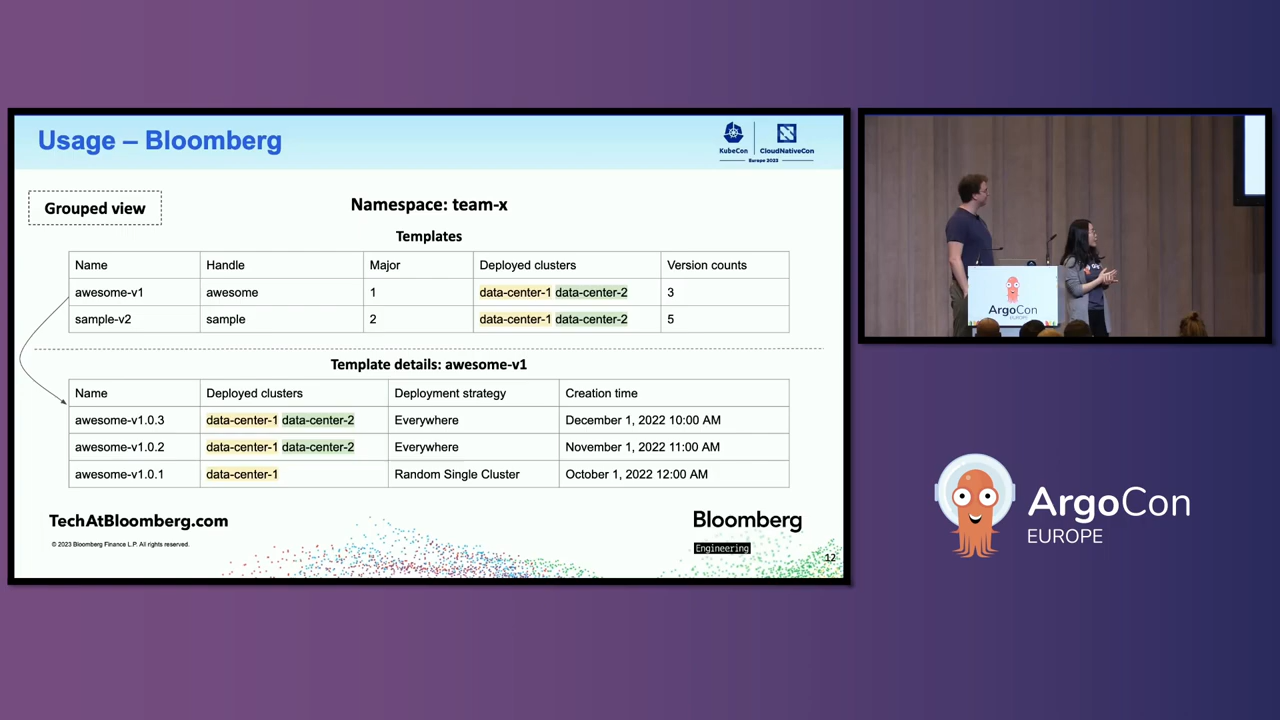 Usage – Bloomberg
KubeCon CloudNativeCon
Europe 2023
Grouped view
Namespace: team-x
Templates
Name Handle Major Deployed clusters Version counts
awesome-v1 awesome 1 data-center-1 data-center-2 3
sample-v2 sample 2 data-center-1 data-center-2 5
Template details: awesome-v1
Name Deployed clusters Deployment strategy Creation time
awesome-v1.0.3 data-center-1 data-center-2 Everywhere December 1, 2022 10:00 AM
awesome-v1.0.2 data-center-1 data-center-2 Everywhere November 1, 2022 11:00 AM
awesome-v1.0.1 data-center-1 Random Single Cluster October 1, 2022 12:00 AM
TechAtBloomberg.com
© 2023 Bloomberg Finance L.P. All rights reserved.
Bloomberg
Engineering
12
ArgoCon
EUROPE
ArgoCon
EUROPE